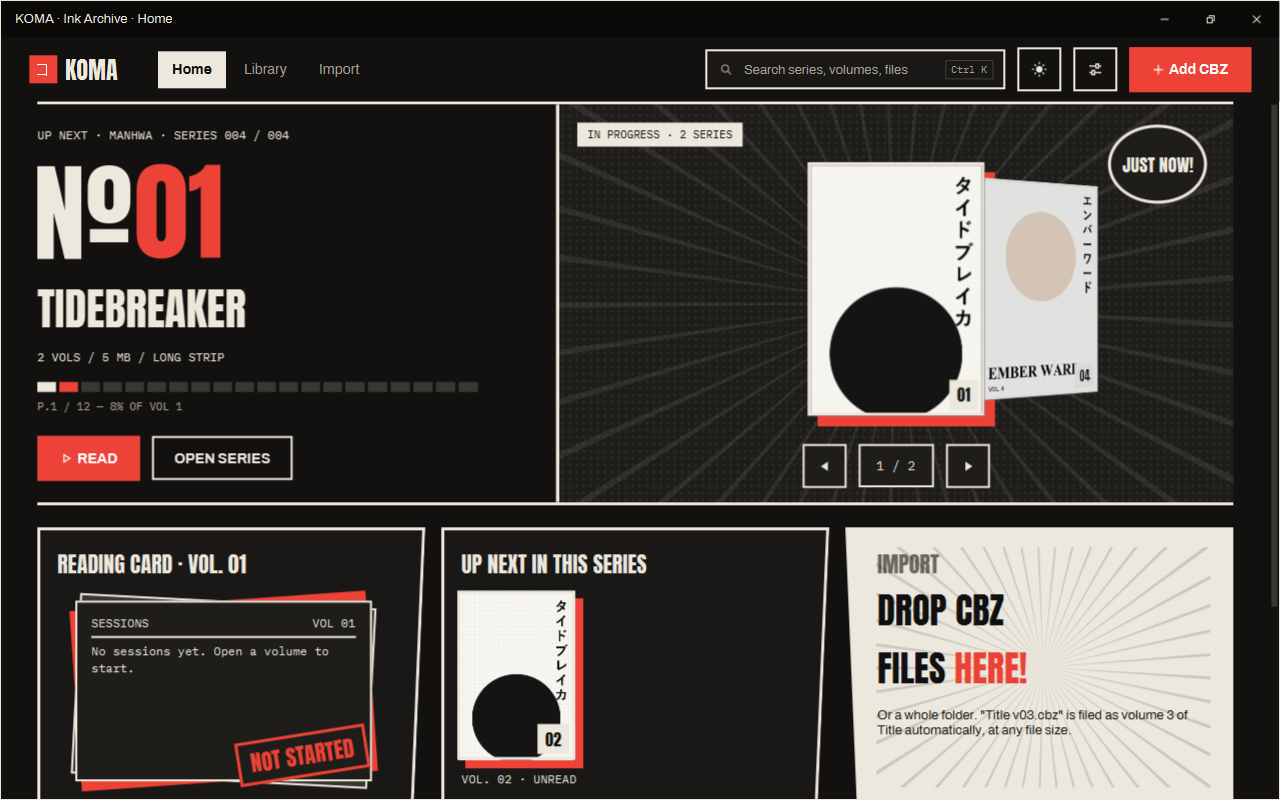 KOMA · Ink Archive · Home
コ KOMA
Home
Library
Import
Search series, volumes, files
Ctrl K
+ Add CBZ
UP NEXT · MANHWA · SERIES 004 / 004
Nº01
TIDEBREAKER
2 VOLS / 5 MB / LONG STRIP
P.1 / 12 — 8% OF VOL 1
READ
OPEN SERIES
IN PROGRESS · 2 SERIES
JUST NOW!
タイドブレイカ
01
エンバーワード
EMBER WARI
VOL 4
04
1 / 2
READING CARD · VOL. 01
SESSIONS
VOL 01
No sessions yet. Open a volume to
start.
NOT STARTED
UP NEXT IN THIS SERIES
タイドブレイカ
02
VOL. 02 · UNREAD
IMPORT
DROP CBZ
FILES HERE!
Or a whole folder. "Title v03.cbz" is filed as volume 3 of
Title automatically, at any file size.